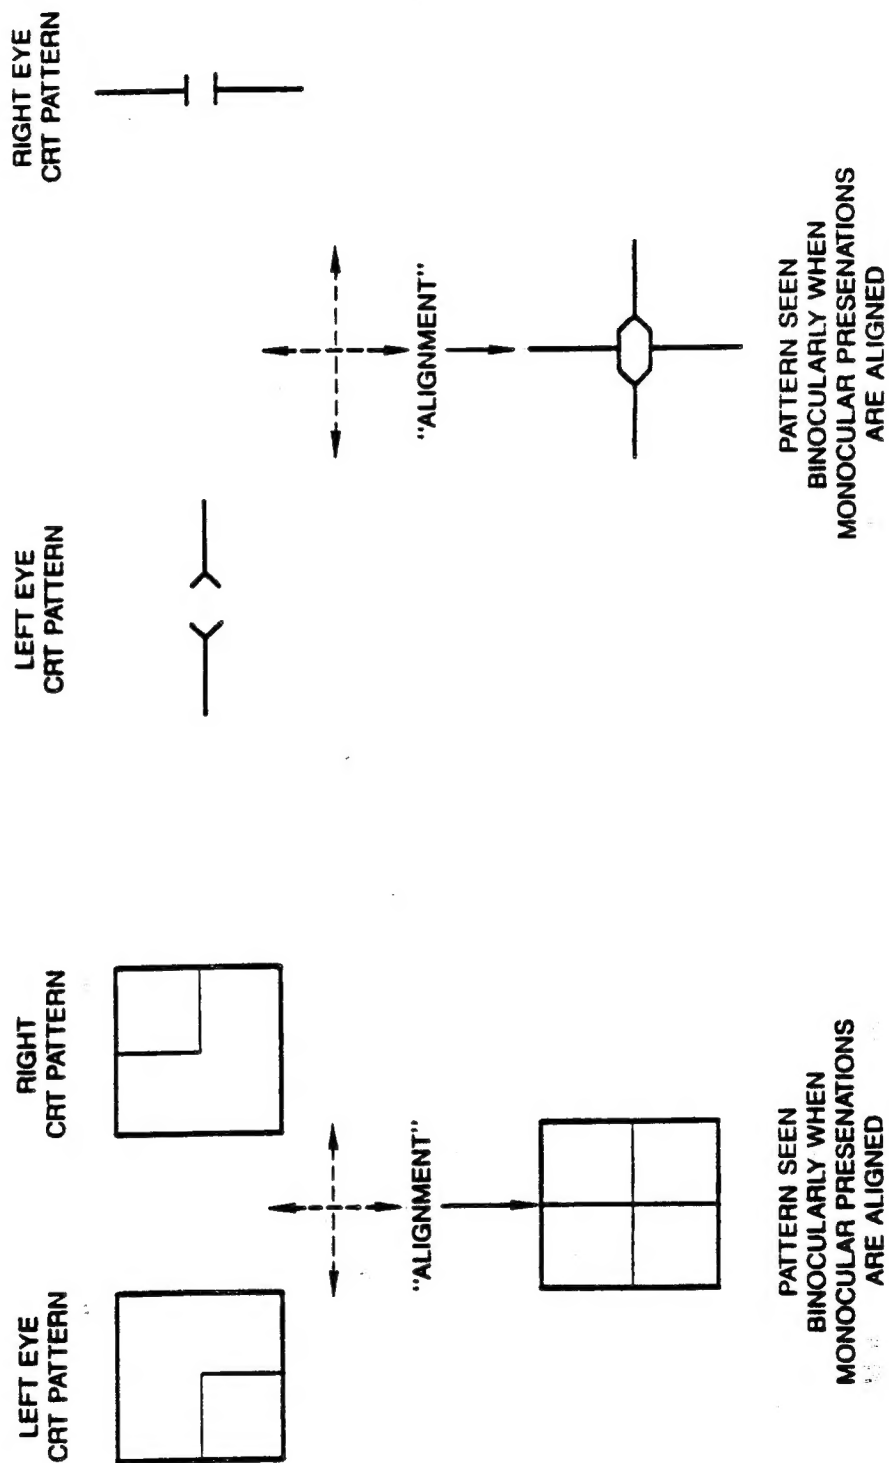 LEFT EYE
CRT PATTERN
RIGHT
CRT PATTERN
"ALIGNMENT"
PATTERN SEEN
BINOCULARLY WHEN
MONOCULAR PRESENATIONS
ARE ALIGNED
LEFT EYE
CRT PATTERN
RIGHT EYE
CRT PATTERN
"ALIGNMENT"
PATTERN SEEN
BINOCULARLY WHEN
MONOCULAR PRESENATIONS
ARE ALIGNED